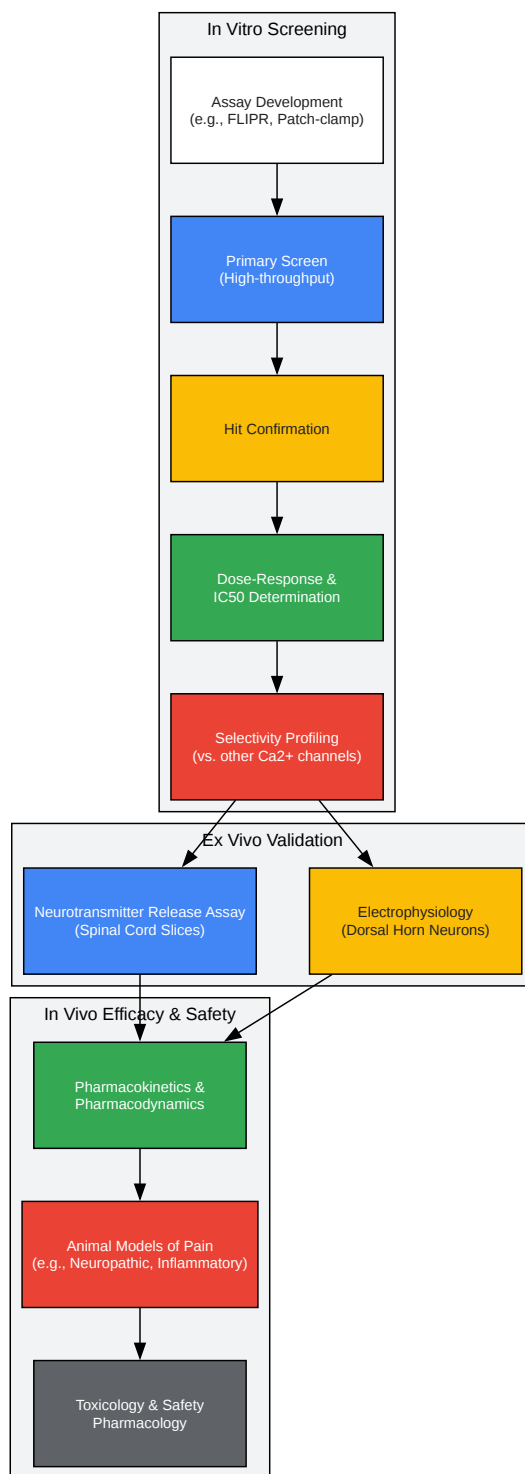 In Vitro Screening
Assay Development
(e.g., FLIPR, Patch-clamp)
Primary Screen
(High-throughput)
Hit Confirmation
Dose-Response &
IC50 Determination
Selectivity Profiling
(vs. other Ca2+ channels)
Ex Vivo Validation
Neurotransmitter Release Assay
(Spinal Cord Slices)
Electrophysiology
(Dorsal Horn Neurons)
In Vivo Efficacy & Safety
Pharmacokinetics &
Pharmacodynamics
Animal Models of Pain
(e.g., Neuropathic, Inflammatory)
Toxicology & Safety
Pharmacology